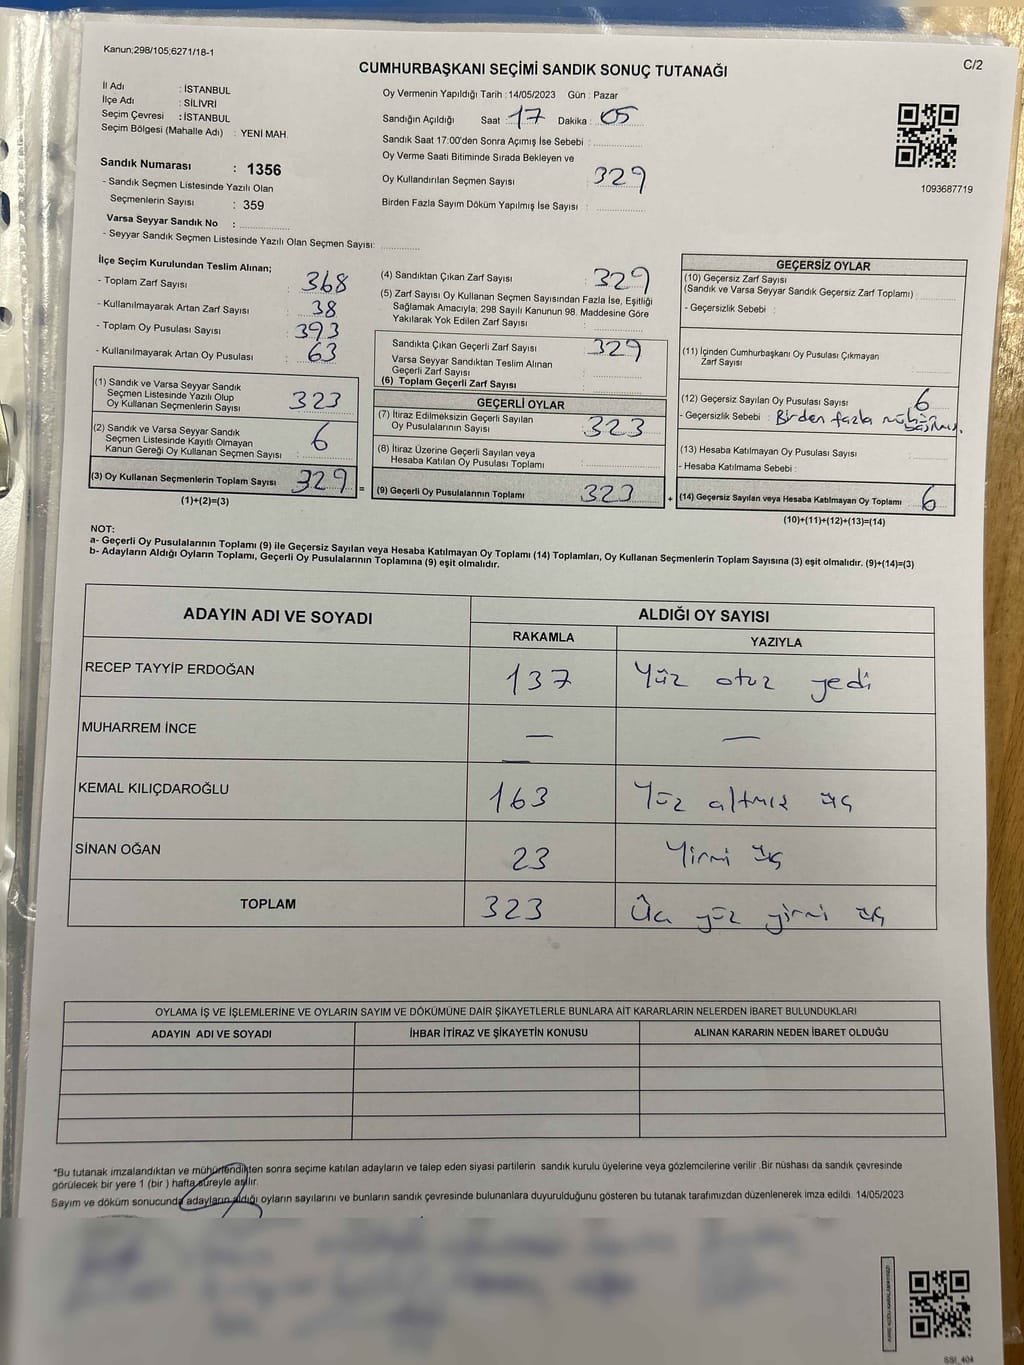 Kanun;298/105;6271/18-1
C/2
CUMHURBAŞKANI SEÇİMİ SANDIK SONUÇ TUTANAĞI
İl Adı : İSTANBUL
İlçe Adı : SİLİVRİ
Seçim Çevresi : İSTANBUL
Seçim Bölgesi (Mahalle Adı) : YENİ MAH.
Sandık Numarası : 1356
- Sandık Seçmen Listesinde Yazılı Olan
Seçmenlerin Sayısı : 359
Varsa Seyyar Sandık No :
- Seyyar Sandık Seçmen Listesinde Yazılı Olan Seçmen Sayısı:
Oy Vermenin Yapıldığı Tarih :14/05/2023 Gün : Pazar
Sandığın Açıldığı Saat : 17 Dakika : 05
Sandık Saat 17:00'den Sonra Açımış İse Sebebi :
Oy Verme Saati Bitiminde Sırada Bekleyen ve
Oy Kullandırılan Seçmen Sayısı : 329
Birden Fazla Sayım Döküm Yapılmış İse Sayısı :
1093687719
İlçe Seçim Kurulundan Teslim Alınan;
- Toplam Zarf Sayısı : 368
- Kullanılmayarak Artan Zarf Sayısı : 38
- Toplam Oy Pusulası Sayısı : 393
- Kullanılmayarak Artan Oy Pusulası : 63
(1) Sandık ve Varsa Seyyar Sandık
Seçmen Listesinde Yazılı Olup
Oy Kullanan Seçmenlerin Sayısı : 323
(2) Sandık ve Varsa Seyyar Sandık
Seçmen Listesinde Kayıtlı Olmayan
Kanun Gereği Oy Kullanan Seçmen Sayısı : 6
(3) Oy Kullanan Seçmenlerin Toplam Sayısı : 329 =
(1)+(2)=(3)
(4) Sandıktan Çıkan Zarf Sayısı : 329
(5) Zarf Sayısı Oy Kullanan Seçmen Sayısından Fazla İse, Eşitliği
Sağlamak Amacıyla; 298 Sayılı Kanunun 98. Maddesine Göre
Yakılarak Yok Edilen Zarf Sayısı :
Sandıkta Çıkan Geçerli Zarf Sayısı : 329
Varsa Seyyar Sandıktan Teslim Alınan
Geçerli Zarf Sayısı :
(6) Toplam Geçerli Zarf Sayısı :
GEÇERLİ OYLAR
(7) İtiraz Edilmeksizin Geçerli Sayılan
Oy Pusulalarının Sayısı : 323
(8) İtiraz Üzerine Geçerli Sayılan veya
Hesaba Katılan Oy Pusulası Toplamı :
(9) Geçerli Oy Pusulalarının Toplamı : 323 +
GEÇERSİZ OYLAR
(10) Geçersiz Zarf Sayısı
(Sandık ve Varsa Seyyar Sandık Geçersiz Zarf Toplamı) :
- Geçersizlik Sebebi :
(11) İçinden Cumhurbaşkanı Oy Pusulası Çıkmayan
Zarf Sayısı :
(12) Geçersiz Sayılan Oy Pusulası Sayısı : 6
- Geçersizlik Sebebi : Birden fazla mühür basılmış.
(13) Hesaba Katılmayan Oy Pusulası Sayısı :
- Hesaba Katılmama Sebebi :
(14) Geçersiz Sayılan veya Hesaba Katılmayan Oy Toplamı : 6
(10)+(11)+(12)+(13)=(14)
NOT:
a- Geçerli Oy Pusulalarının Toplamı (9) ile Geçersiz Sayılan veya Hesaba Katılmayan Oy Toplamı (14) Toplamları, Oy Kullanan Seçmenlerin Toplam Sayısına (3) eşit olmalıdır. (9)+(14)=(3)
b- Adayların Aldığı Oyların Toplamı, Geçerli Oy Pusulalarının Toplamına (9) eşit olmalıdır.
ADAYIN ADI VE SOYADI ALDIĞI OY SAYISI
RAKAMLA YAZIYLA
RECEP TAYYİP ERDOĞAN 137 Yüz otuz yedi
MUHARREM İNCE — —
KEMAL KILIÇDAROĞLU 163 Yüz altmış üç
SİNAN OĞAN 23 Yirmi üç
TOPLAM 323 Üç yüz yirmi üç
OYLAMA İŞ VE İŞLEMLERİNE VE OYLARIN SAYIM VE DÖKÜMÜNE DAİR ŞİKAYETLERLE BUNLARA AİT KARARLARIN NELERDEN İBARET BULUNDUKLARI
ADAYIN ADI VE SOYADI İHBAR İTİRAZ VE ŞİKAYETİN KONUSU ALINAN KARARIN NEDEN İBARET OLDUĞU
*Bu tutanak imzalandıktan ve mühürlendikten sonra seçime katılan adayların ve talep eden siyasi partilerin sandık kurulu üyelerine veya gözlemcilerine verilir .Bir nüshası da sandık çevresinde
görülecek bir yere 1 (bir ) hafta süreyle asılır.
Sayım ve döküm sonucunda adayların aldığı oyların sayılarını ve bunların sandık çevresinde bulunanlara duyurulduğunu gösteren bu tutanak tarafımızdan düzenlenerek imza edildi. 14/05/2023
SSI_404